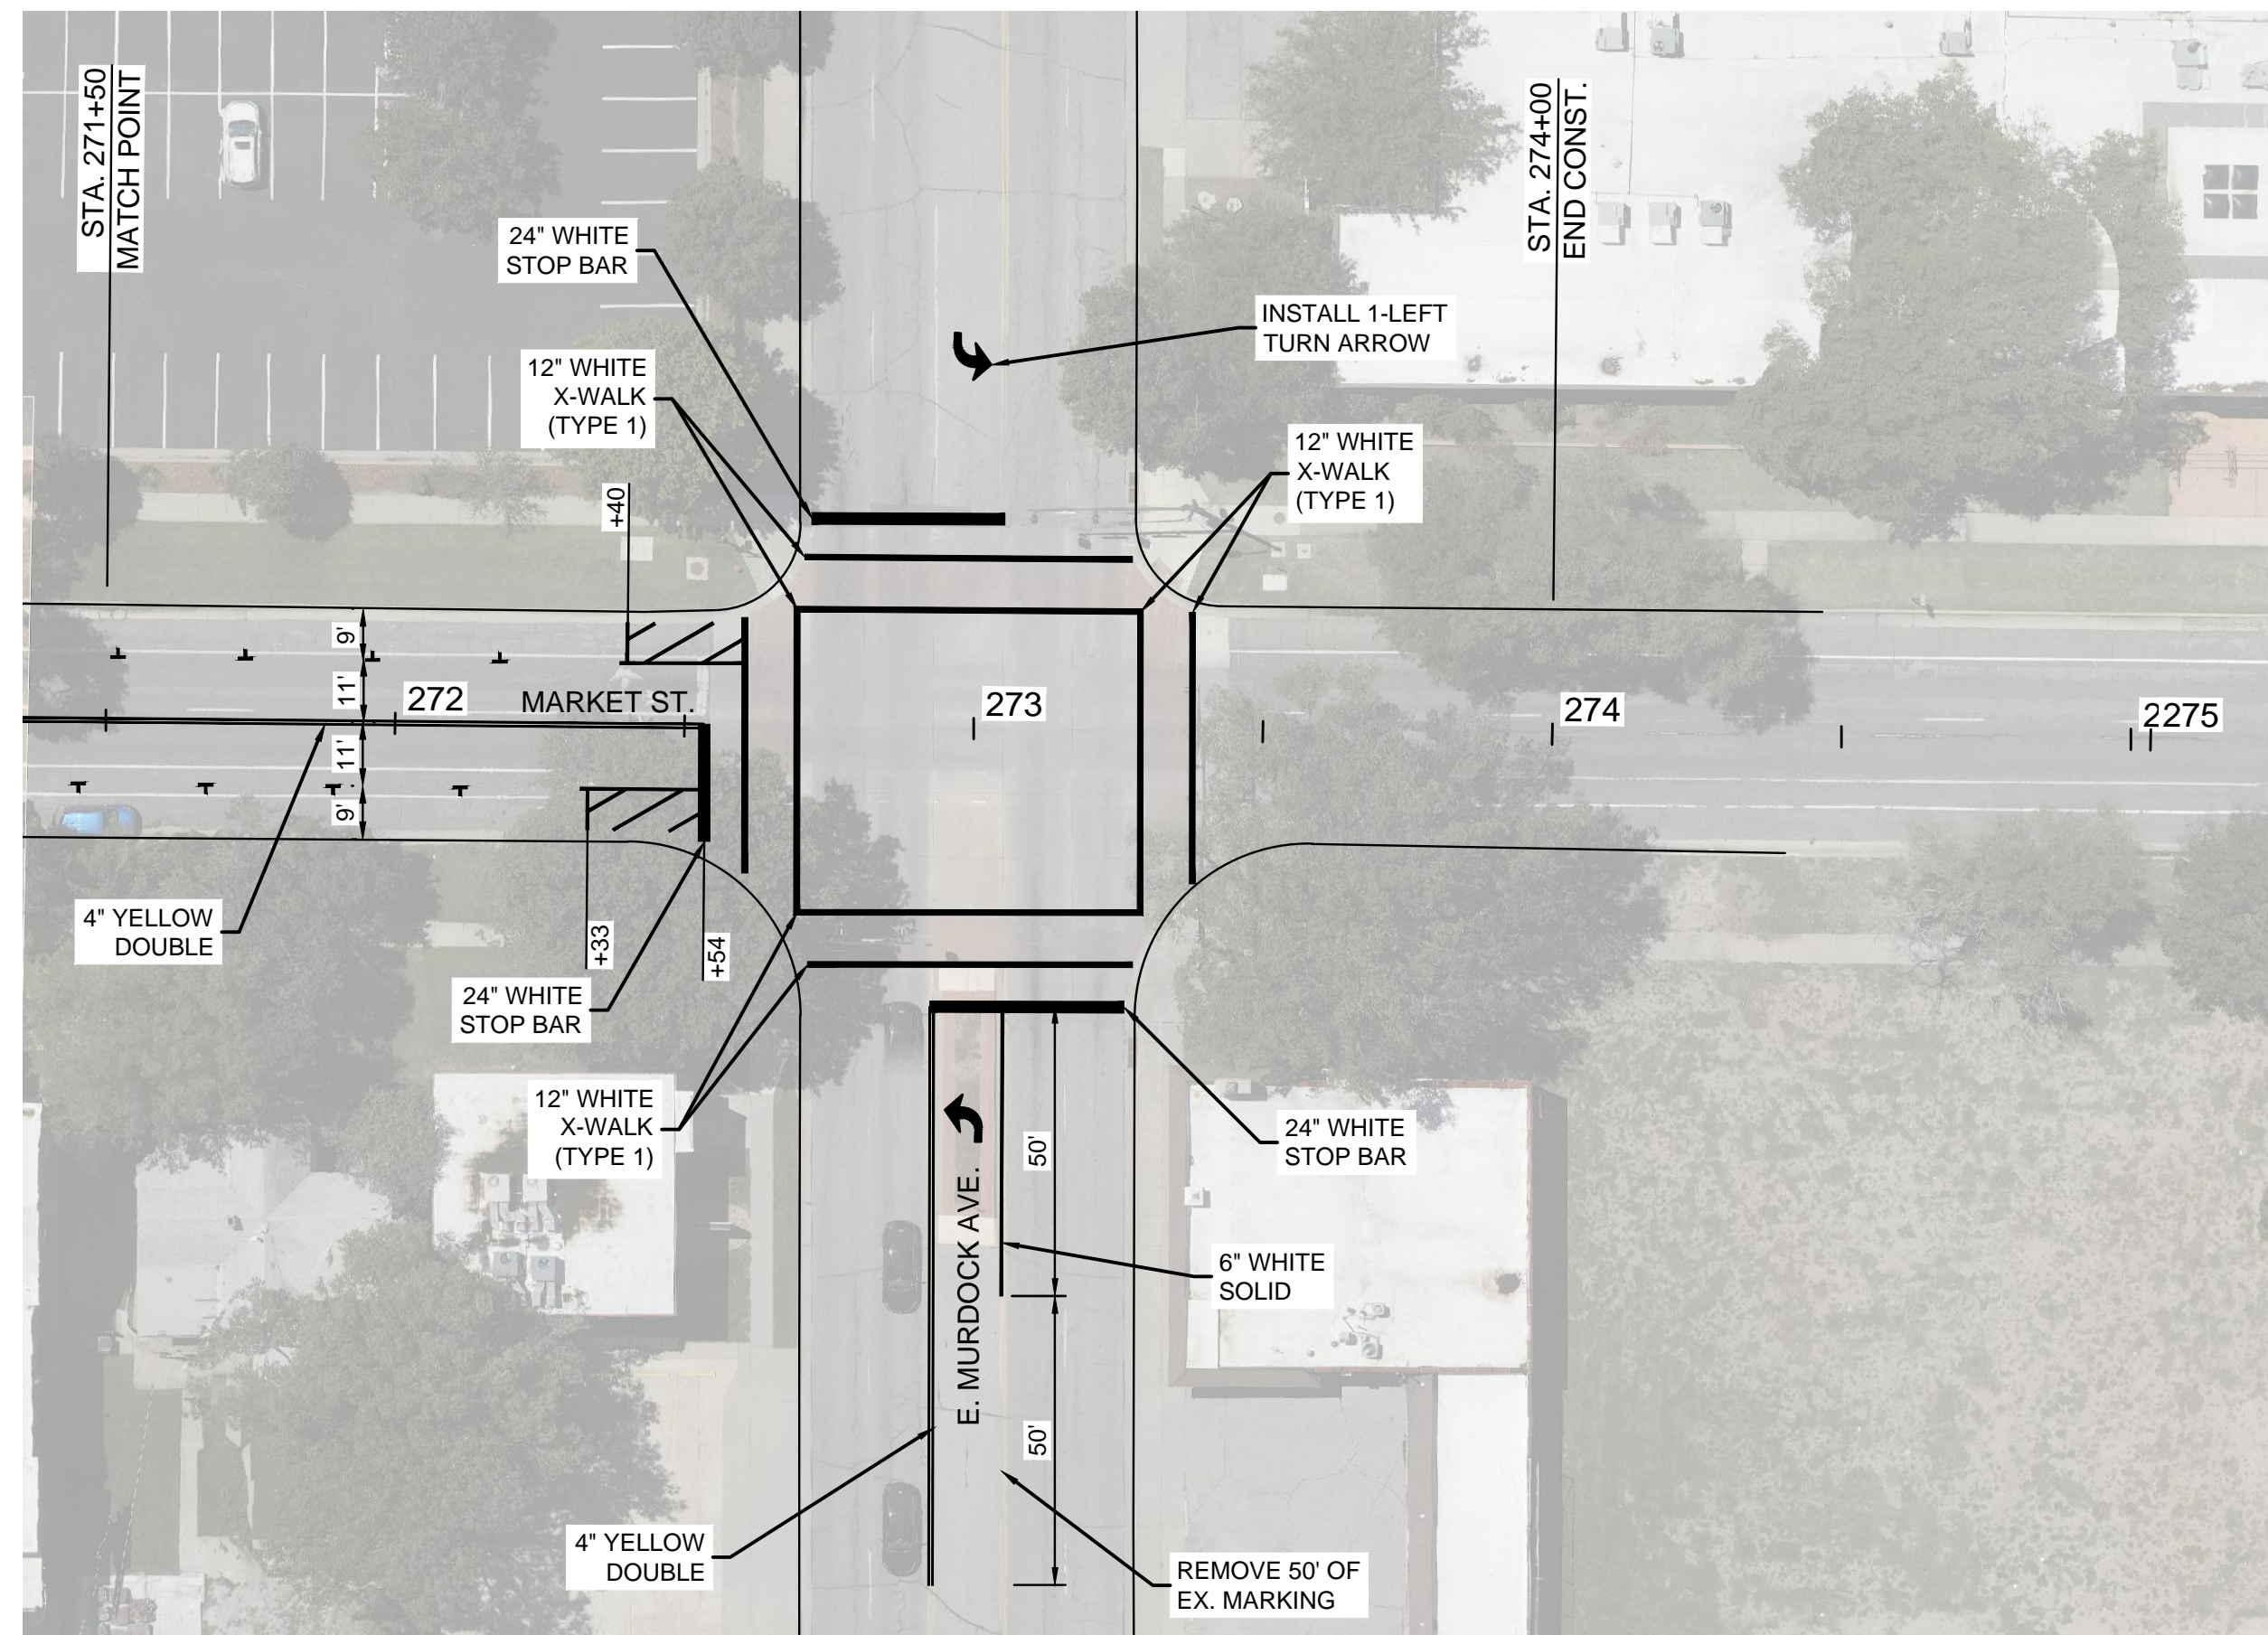 STA. 271+50
MATCH POINT
STA. 274+00
END CONST.
24" WHITE
STOP BAR
INSTALL 1-LEFT
TURN ARROW
12" WHITE
X-WALK
(TYPE 1)
12" WHITE
X-WALK
(TYPE 1)
+40
9'
11'
272
MARKET ST.
273
274
2275
11'
9'
4" YELLOW
DOUBLE
+33
+54
24" WHITE
STOP BAR
12" WHITE
X-WALK
(TYPE 1)
50'
24" WHITE
STOP BAR
E. MURDOCK AVE.
6" WHITE
SOLID
50'
4" YELLOW
DOUBLE
REMOVE 50' OF
EX. MARKING